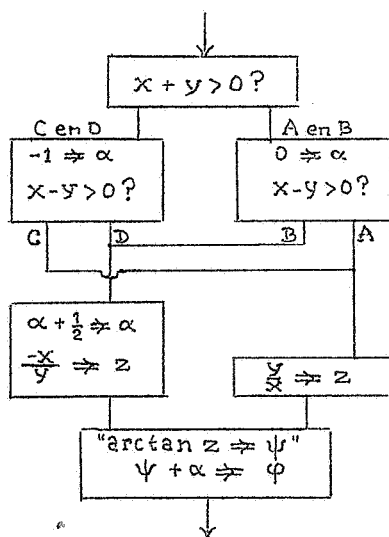 x + y > 0?
C en D
A en B
-1 ⇒ α
x-y > 0?
0 ⇒ α
x-y > 0?
C
D
B
A
α + 1/2 ⇒ α
-x/y ⇒ z
y/x ⇒ z
"arctan z ⇒ ψ"
ψ + α ⇒ φ